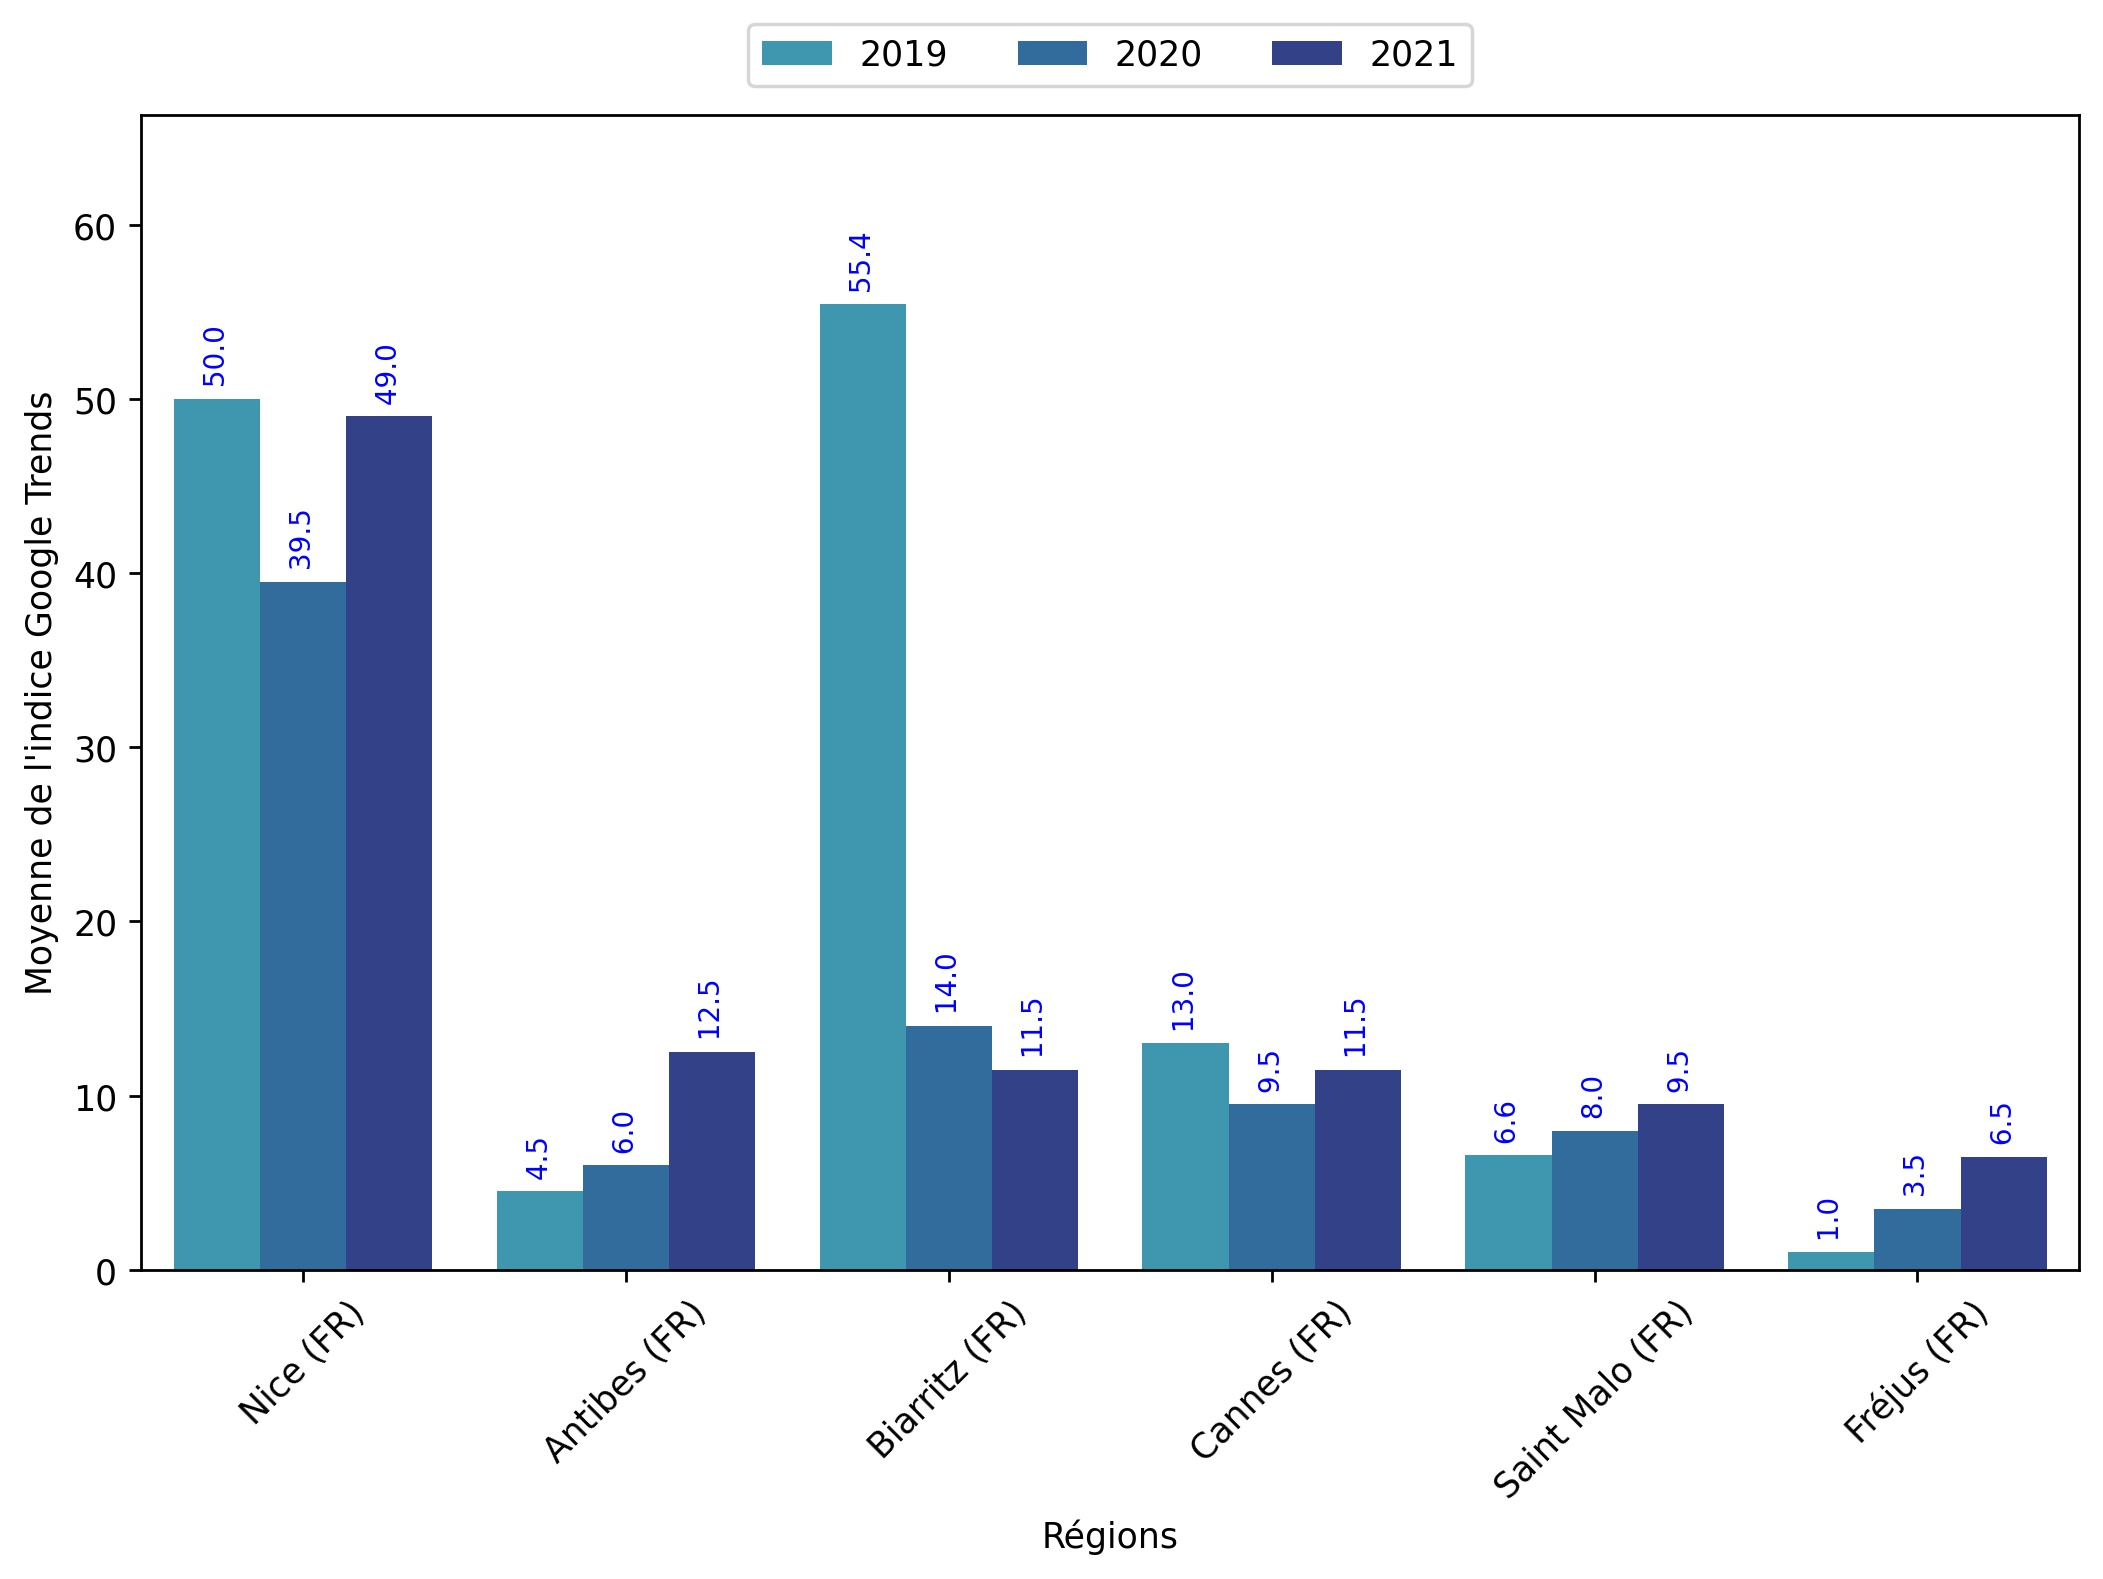 2019 2020 2021
Moyenne de l'indice Google Trends
60
50
40
30
20
10
0
50.0 39.5 49.0
4.5 6.0 12.5
55.4 14.0 11.5
13.0 9.5 11.5
6.6 8.0 9.5
1.0 3.5 6.5
Nice (FR)
Antibes (FR)
Biarritz (FR)
Cannes (FR)
Saint Malo (FR)
Fréjus (FR)
Régions